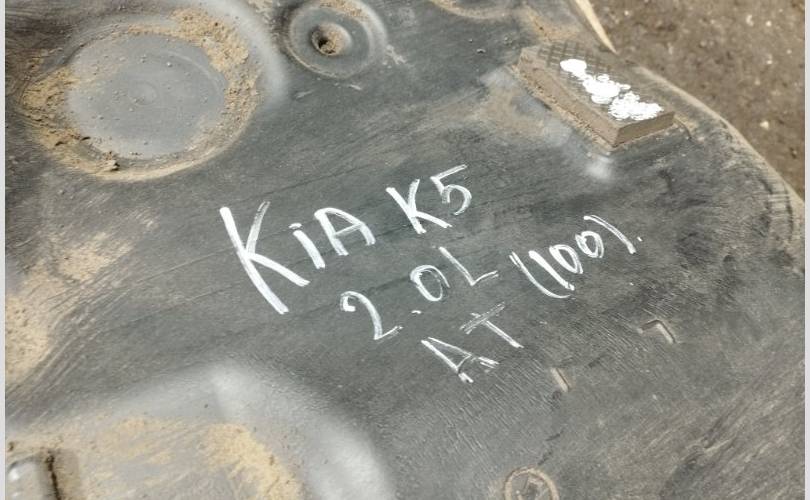 KiA K5
2.0L (100).
AT